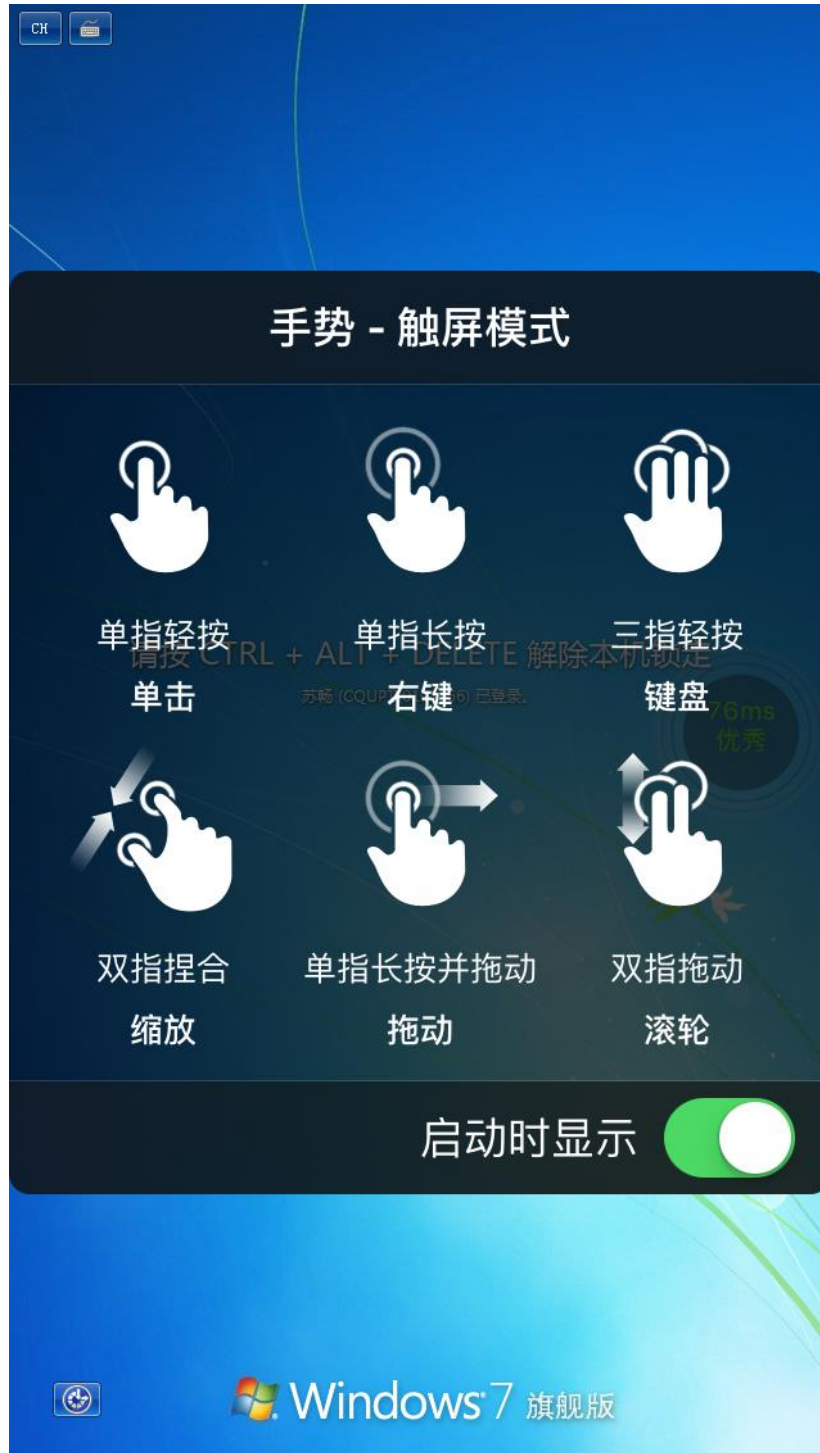 CH
手势 - 触屏模式
单指轻按
单指长按
三指轻按
请按 CTRL + ALT + DELETE 解除本机锁定
单击
右键
键盘
已登录。
76ms
优秀
双指捏合
单指长按并拖动
双指拖动
缩放
拖动
滚轮
启动时显示
Windows 7 旗舰版